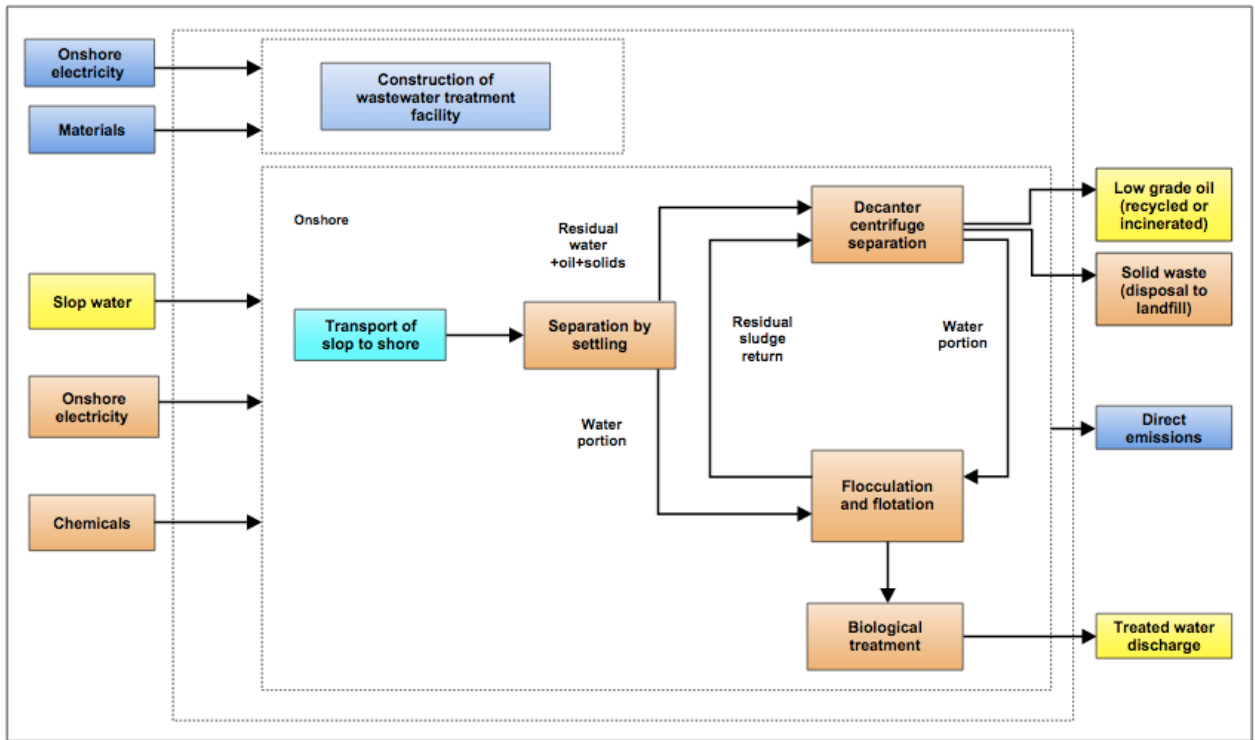 Onshore
electricity
Materials
Construction of
wastewater treatment
facility
Slop water
Onshore
electricity
Chemicals
Onshore
Transport of
slop to shore
Separation by
settling
Residual
water
+oil+solids
Water
portion
Decanter
centrifuge
separation
Residual
sludge
return
Water
portion
Flocculation
and flotation
Biological
treatment
Low grade oil
(recycled or
incinerated)
Solid waste
(disposal to
landfill)
Direct
emissions
Treated water
discharge